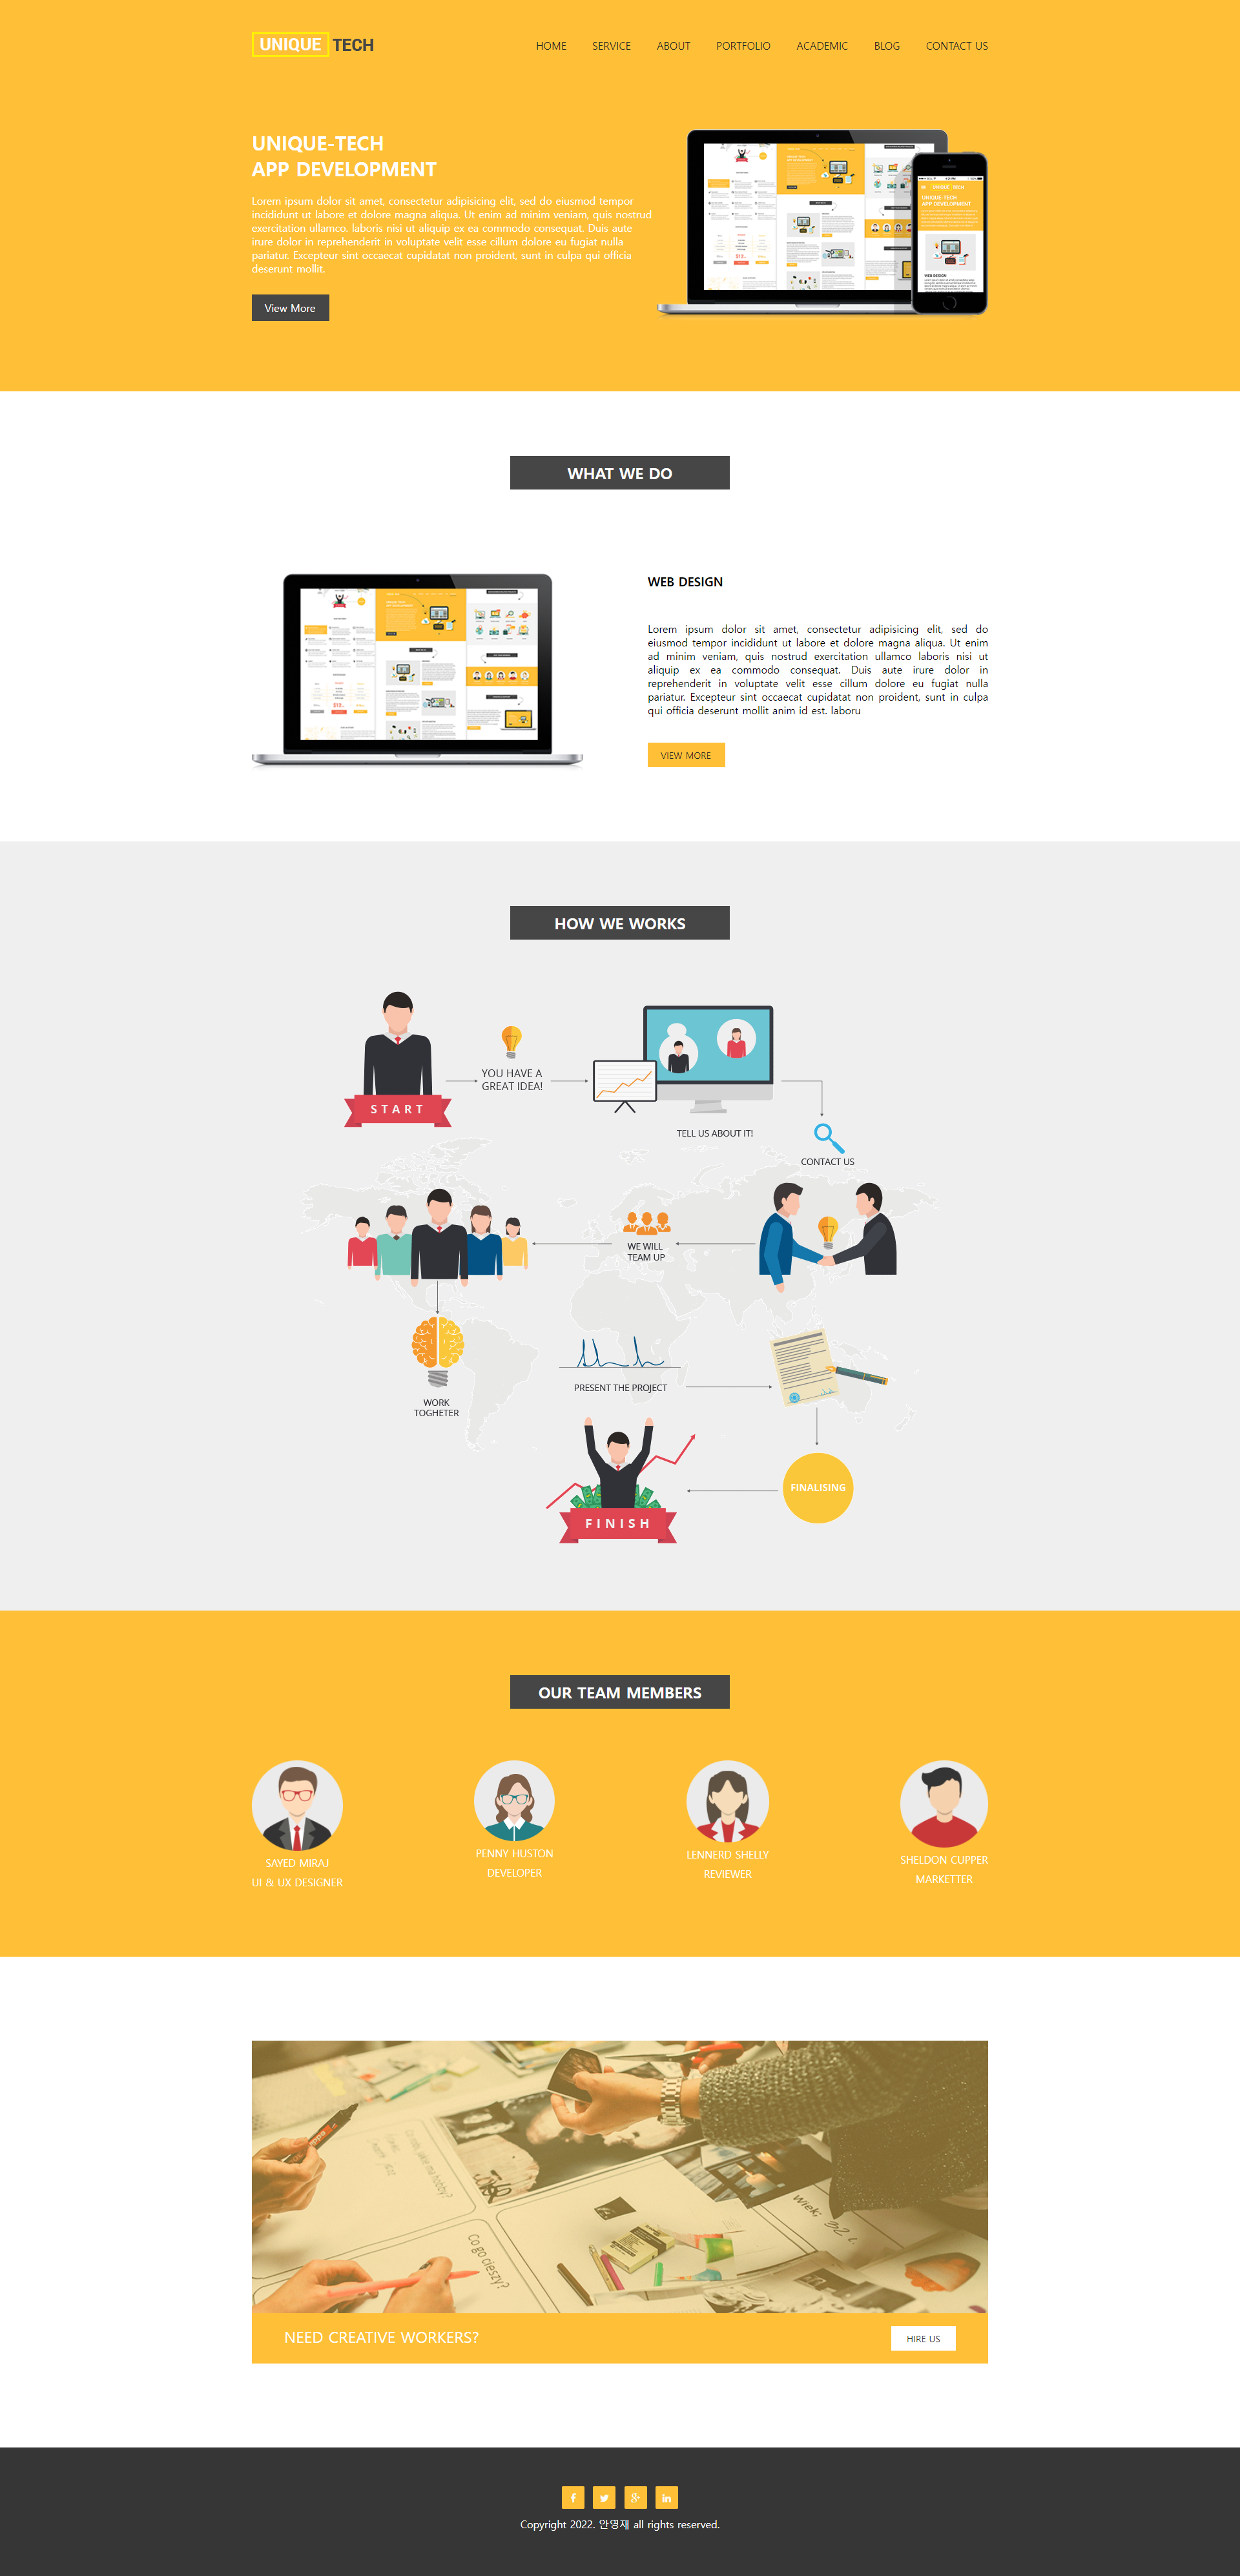 UNIQUE TECH
HOME SERVICE ABOUT PORTFOLIO ACADEMIC BLOG CONTACT US
UNIQUE-TECH
APP DEVELOPMENT
Lorem ipsum dolor sit amet, consectetur adipisicing elit, sed do eiusmod tempor
incididunt ut labore et dolore magna aliqua. Ut enim ad minim veniam, quis nostrud
exercitation ullamco. laboris nisi ut aliquip ex ea commodo consequat. Duis aute
irure dolor in reprehenderit in voluptate velit esse cillum dolore eu fugiat nulla
pariatur. Excepteur sint occaecat cupidatat non proident, sunt in culpa qui officia
deserunt mollit.
View More
UNIQUE TECH
UNIQUE TECH
APP DEVELOPMENT
WEB DESIGN
WHAT WE DO
WEB DESIGN
Lorem ipsum dolor sit amet, consectetur adipisicing elit, sed do
eiusmod tempor incididunt ut labore et dolore magna aliqua. Ut enim
ad minim veniam, quis nostrud exercitation ullamco laboris nisi ut
aliquip ex ea commodo consequat. Duis aute irure dolor in
reprehenderit in voluptate velit esse cillum dolore eu fugiat nulla
pariatur. Excepteur sint occaecat cupidatat non proident, sunt in culpa
qui officia deserunt mollit anim id est. laboru
VIEW MORE
HOW WE WORKS
START
YOU HAVE A
GREAT IDEA!
TELL US ABOUT IT!
CONTACT US
WE WILL
TEAM UP
WORK
TOGHETER
PRESENT THE PROJECT
FINALISING
FINISH
OUR TEAM MEMBERS
SAYED MIRAJ
UI & UX DESIGNER
PENNY HUSTON
DEVELOPER
LENNERD SHELLY
REVIEWER
SHELDON CUPPER
MARKETTER
Co go cieszy?
NEED CREATIVE WORKERS?
HIRE US
Copyright 2022. 안영재 all rights reserved.